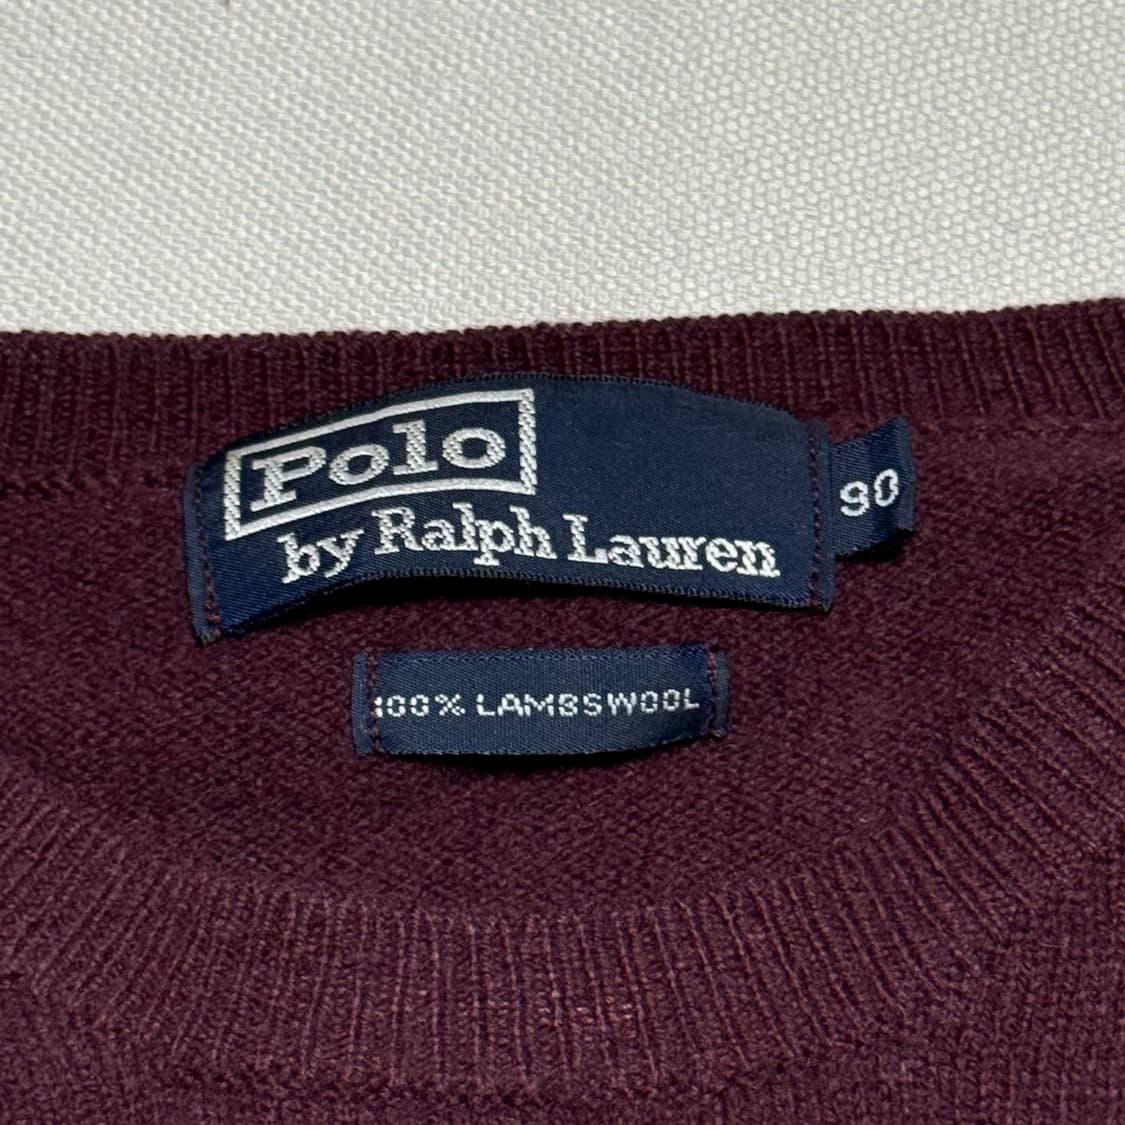 Polo
by Ralph Lauren
90
100% LAMBSWOOL